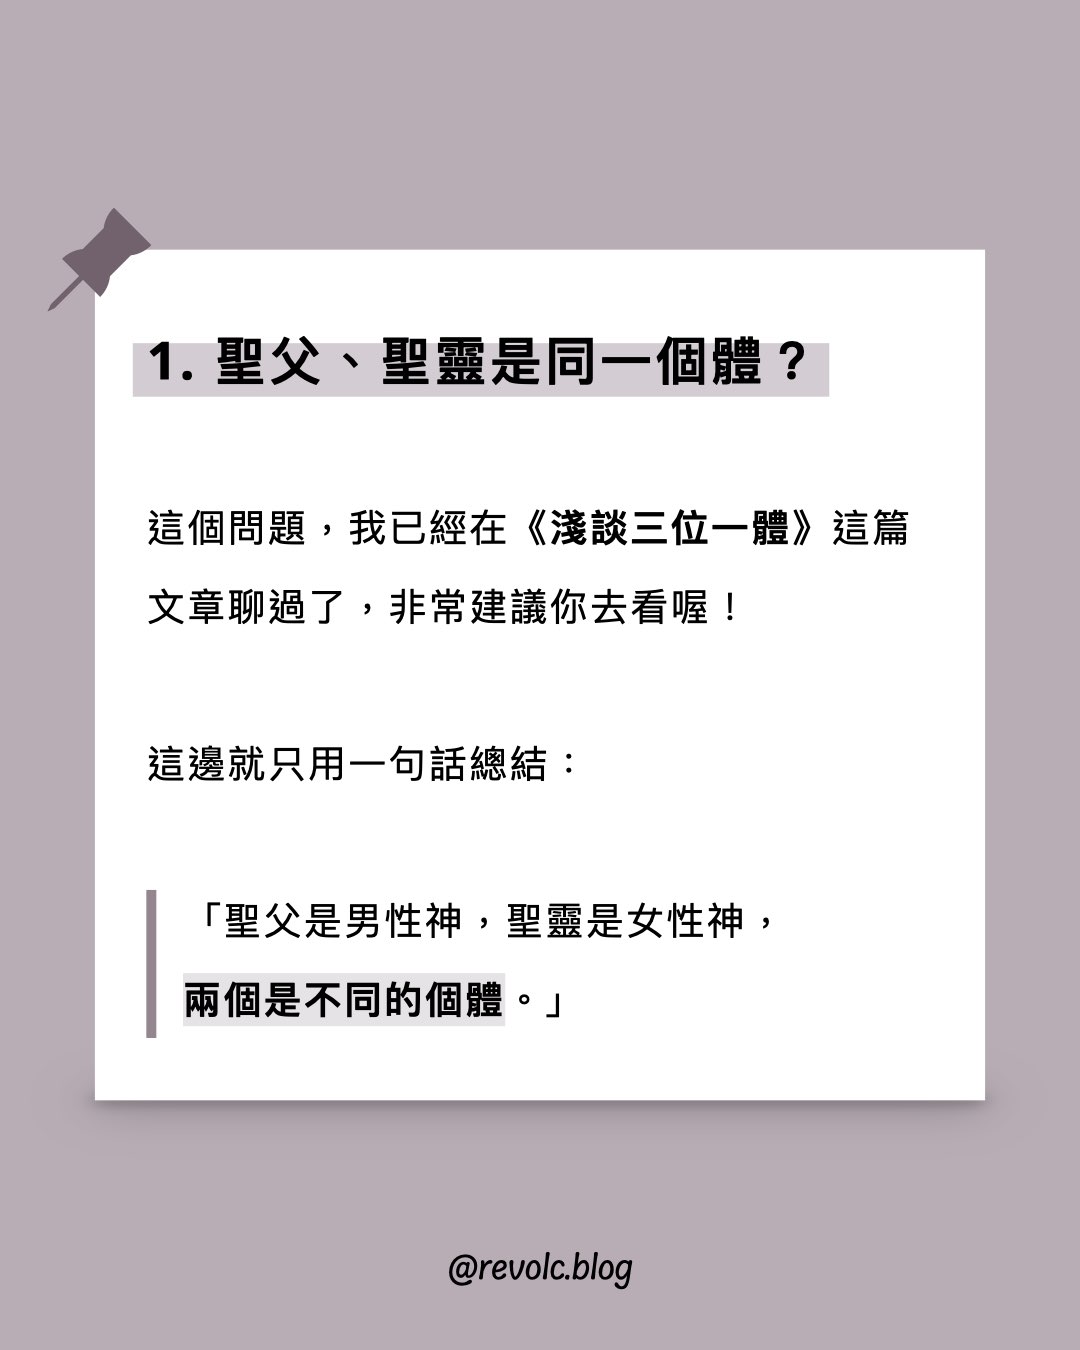 1. 聖父、聖靈是同一個體？
這個問題，我已經在《淺談三位一體》這篇
文章聊過了，非常建議你去看喔！
這邊就只用一句話總結：
「聖父是男性神，聖靈是女性神，
兩個是不同的個體。」
@revolc.blog